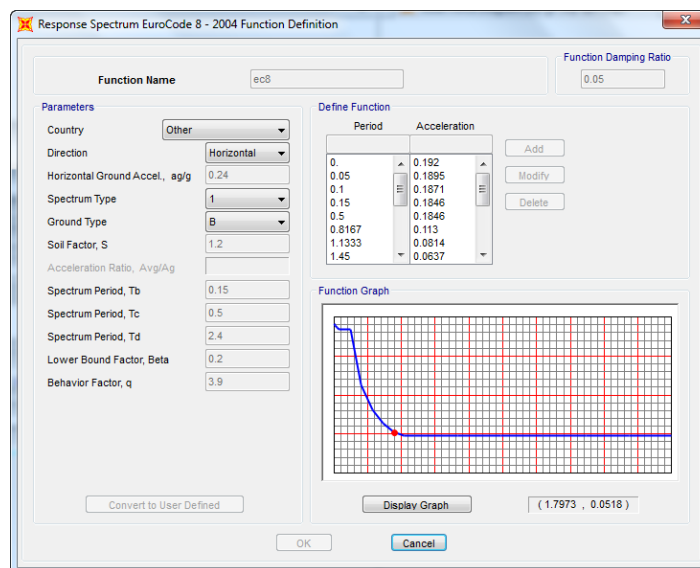 Response Spectrum EuroCode 8 - 2004 Function Definition
Function Damping Ratio
Function Name ec8 0.05
Parameters
Country Other
Direction Horizontal
Horizontal Ground Accel., ag/g 0.24
Spectrum Type 1
Ground Type B
Soil Factor, S 1.2
Acceleration Ratio, Avg/Ag
Spectrum Period, Tb 0.15
Spectrum Period, Tc 0.5
Spectrum Period, Td 2.4
Lower Bound Factor, Beta 0.2
Behavior Factor, q 3.9
Convert to User Defined
Define Function
Period Acceleration
0. 0.192
0.05 0.1895
0.1 0.1871
0.15 0.1846
0.5 0.1846
0.8167 0.113
1.1333 0.0814
1.45 0.0637
Add
Modify
Delete
Function Graph
Display Graph ( 1.7973 , 0.0518 )
OK Cancel